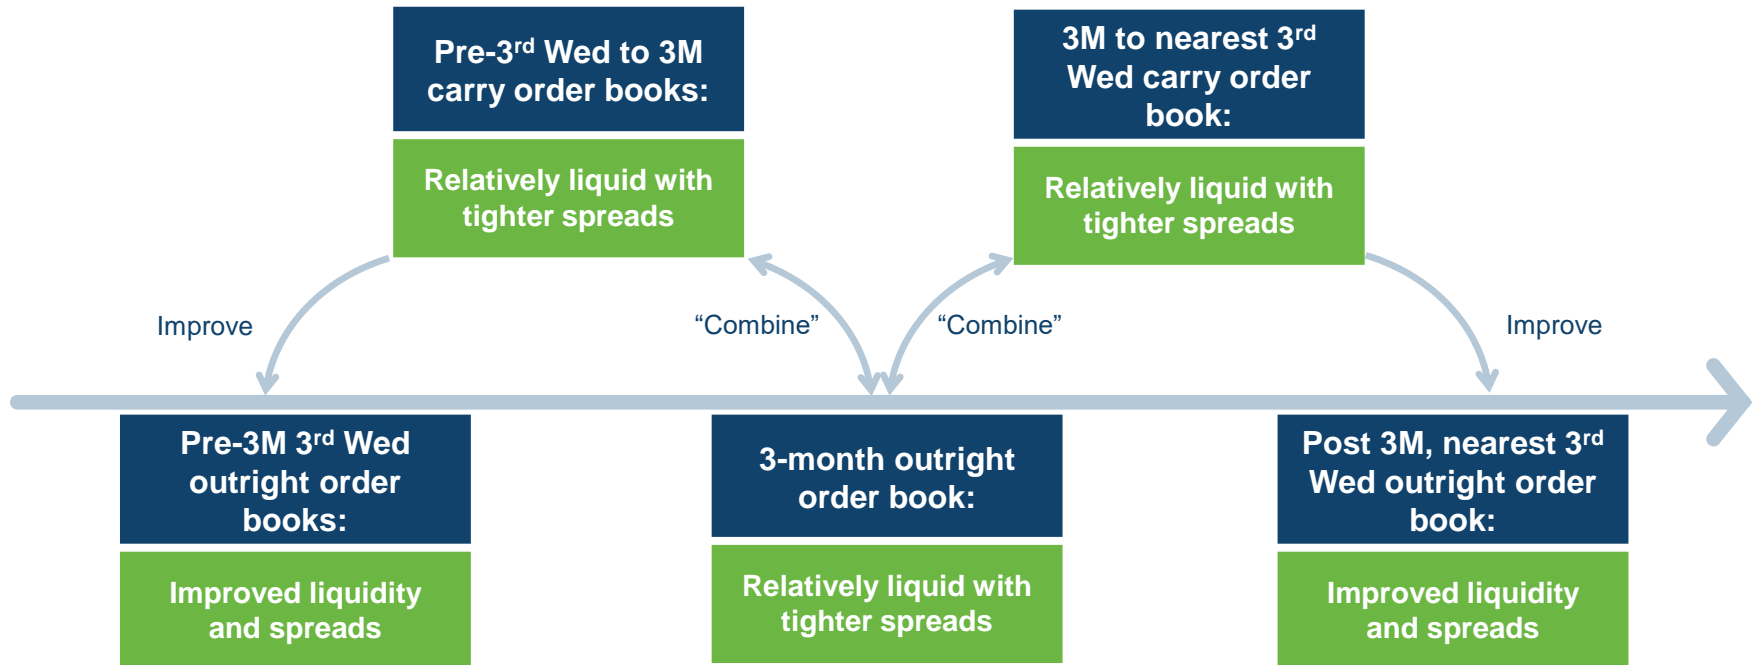 Pre-3rd Wed to 3M
carry order books:
Relatively liquid with
tighter spreads
3M to nearest 3rd
Wed carry order
book:
Relatively liquid with
tighter spreads
Improve
“Combine”
“Combine”
Improve
Pre-3M 3rd Wed
outright order
books:
Improved liquidity
and spreads
3-month outright
order book:
Relatively liquid with
tighter spreads
Post 3M, nearest 3rd
Wed outright order
book:
Improved liquidity
and spreads